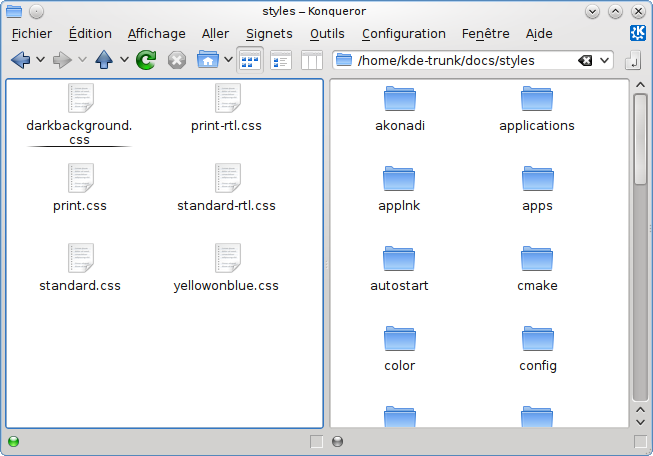 styles – Konqueror
Fichier Édition Affichage Aller Signets Outils Configuration Fenêtre Aide
/home/kde-trunk/docs/styles
darkbackground.
css
print-rtl.css
print.css
standard-rtl.css
standard.css
yellowonblue.css
akonadi
applications
applnk
apps
autostart
cmake
color
config